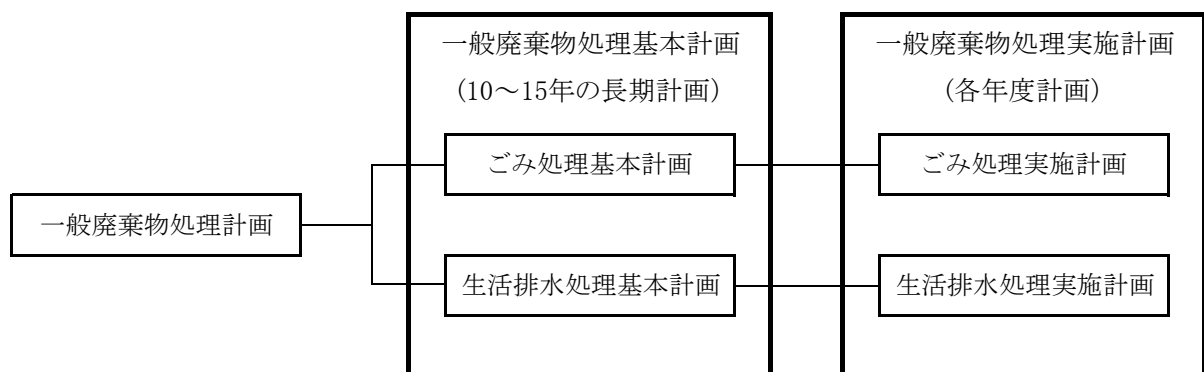 一般廃棄物処理基本計画
(10～15年の長期計画)
ごみ処理基本計画
生活排水処理基本計画
一般廃棄物処理実施計画
(各年度計画)
ごみ処理実施計画
生活排水処理実施計画
一般廃棄物処理計画